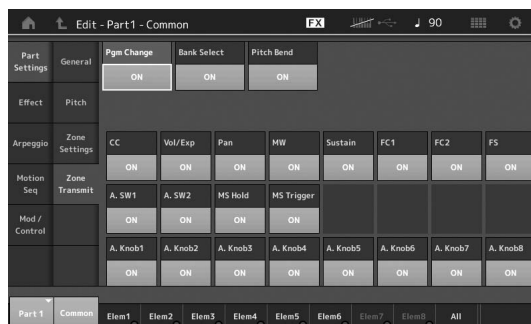 Edit - Part1 - Common FX 90
Part Settings
General
Pgm Change Bank Select Pitch Bend
ON ON ON
Effect Pitch
Arpeggio
Zone Settings
CC Vol/Exp Pan MW Sustain FC1 FC2 FS
ON ON ON ON ON ON ON ON
Motion Seq
Zone Transmit
A. SW1 A. SW2 MS Hold MS Trigger
ON ON ON ON
Mod / Control
A. Knob1 A. Knob2 A. Knob3 A. Knob4 A. Knob5 A. Knob6 A. Knob7 A. Knob8
ON ON ON ON ON ON ON ON
Part 1 Common Elem1 Elem2 Elem3 Elem4 Elem5 Elem6 Elem7 Elem8 All